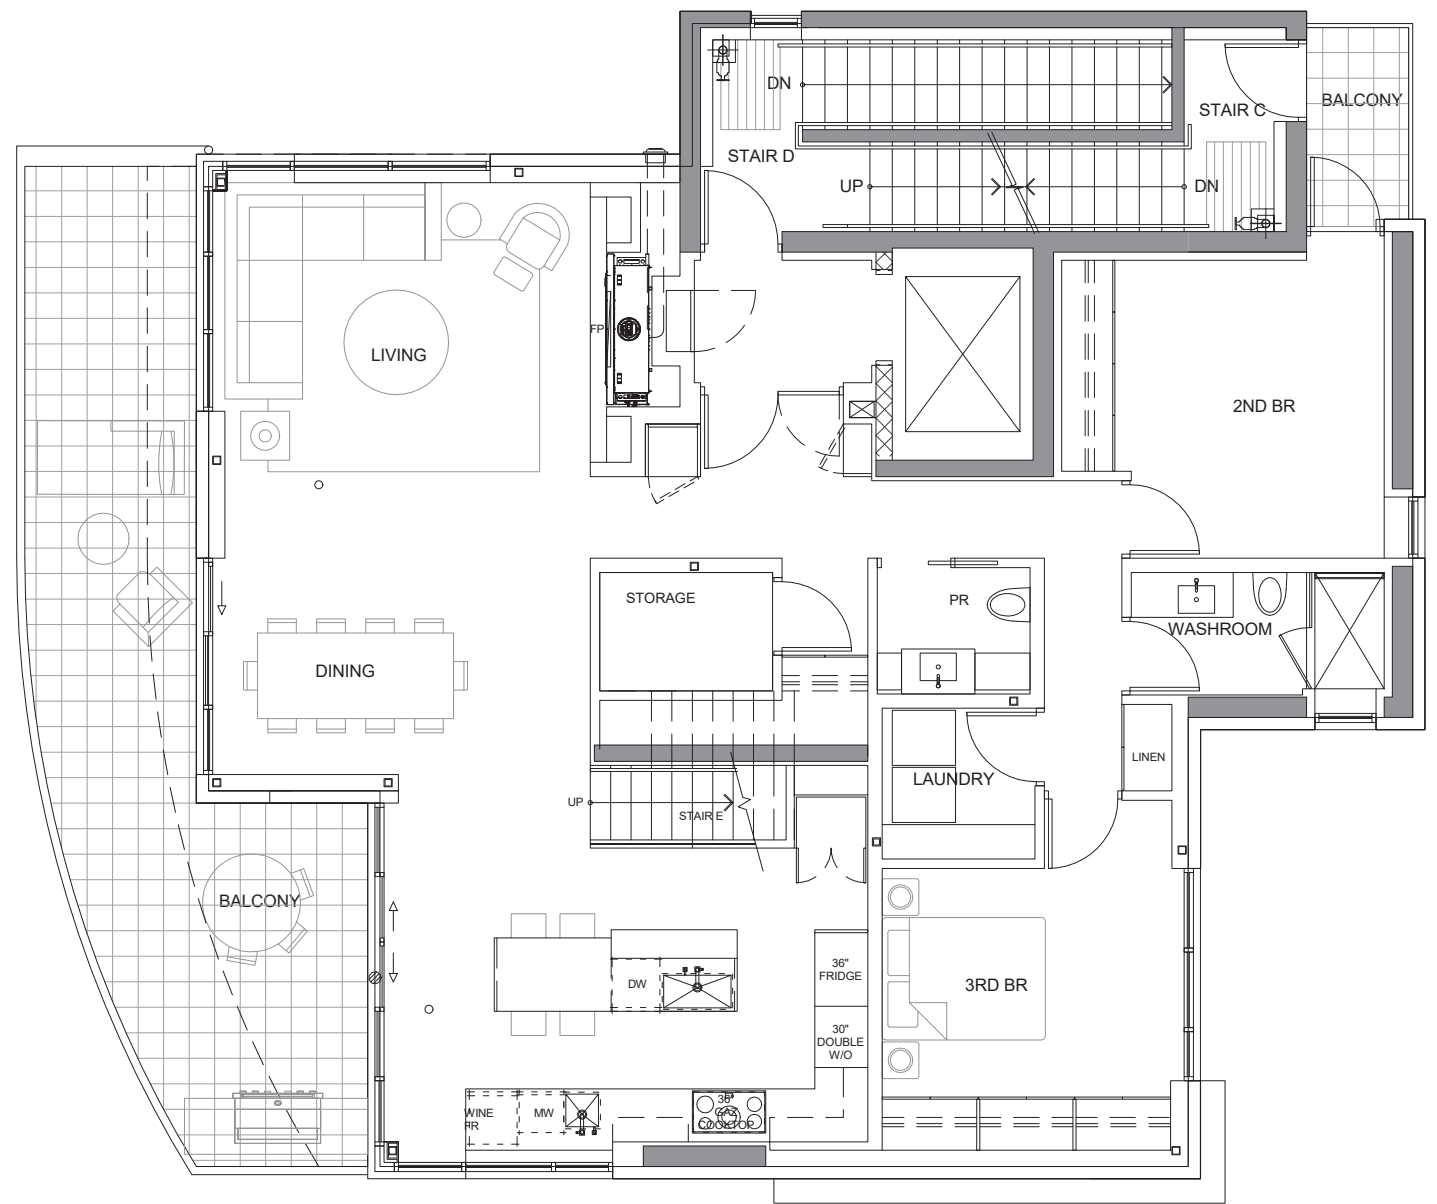 DN
BALCONY
STAIR C
STAIR D
UP
DN
FP
LIVING
2ND BR
STORAGE
PR
WASHROOM
DINING
LINEN
LAUNDRY
UP
STAIR E
BALCONY
36"
FRIDGE
DW
3RD BR
30"
DOUBLE
W/O
WINE
FR
MW
36"
GAZ
COOKTOP